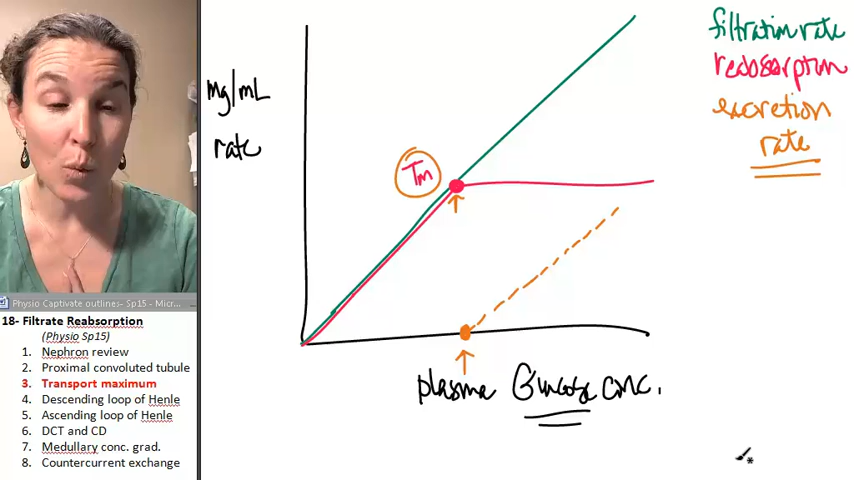 filtration rate
reabsorption
excretion
rate
mg/mL
rate
Tm
plasma Glucose conc.
Physio Captivate outlines- Sp15 - Micr...
18- Filtrate Reabsorption
(Physio Sp15)
1. Nephron review
2. Proximal convoluted tubule
3. Transport maximum
4. Descending loop of Henle
5. Ascending loop of Henle
6. DCT and CD
7. Medullary conc. grad.
8. Countercurrent exchange